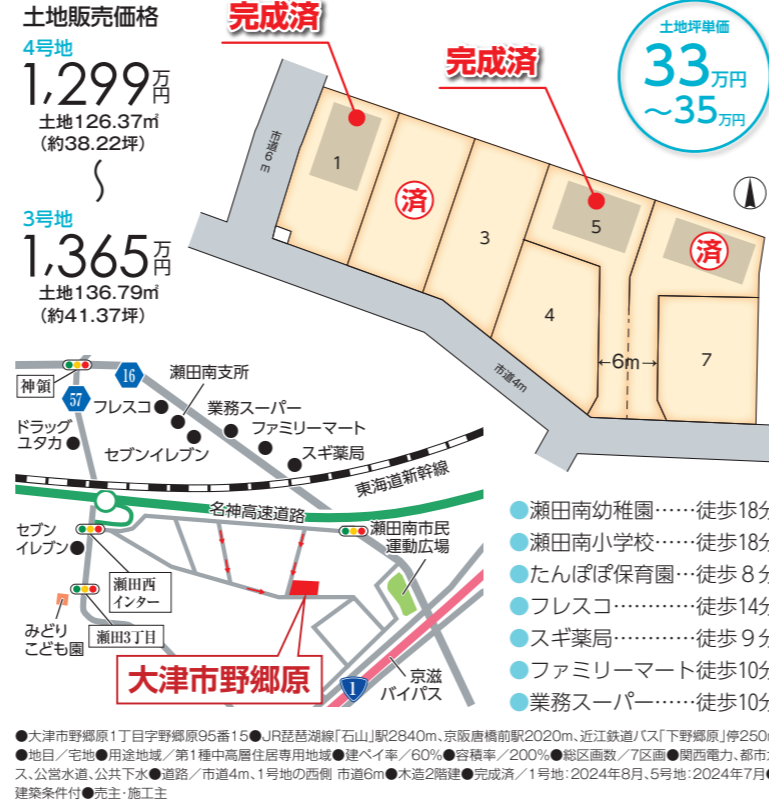 土地販売価格
4号地
1,299万円
土地126.37㎡
(約38.22坪)
〜
3号地
1,365万円
土地136.79㎡
(約41.37坪)
完成済
完成済
土地坪単価
33万円
〜35万円
市道6m
1
済
3
5
済
4
←6m→
7
市道4m
神領
16
57
瀬田南支所
フレスコ
業務スーパー
ドラッグ
ユタカ
ファミリーマート
セブンイレブン
スギ薬局
東海道新幹線
名神高速道路
セブン
イレブン
瀬田南市民
運動広場
瀬田西
インター
みどり
こども園
瀬田3丁目
大津市野郷原
1
京滋
バイパス
●瀬田南幼稚園……徒歩18分
●瀬田南小学校……徒歩18分
●たんぽぽ保育園…徒歩8分
●フレスコ…………徒歩14分
●スギ薬局…………徒歩9分
●ファミリーマート徒歩10分
●業務スーパー……徒歩10分
●大津市野郷原1丁目字野郷原95番15●JR琵琶湖線「石山」駅2840m、京阪唐橋前駅2020m、近江鉄道バス「下野郷原」停250m
●地目/宅地●用途地域/第1種中高層住居専用地域●建ペイ率/60%●容積率/200%●総区画数/7区画●関西電力、都市ガ
ス、公営水道、公共下水●道路/市道4m、1号地の西側 市道6m●木造2階建●完成済/1号地:2024年8月、5号地:2024年7月●
建築条件付●売主・施工主